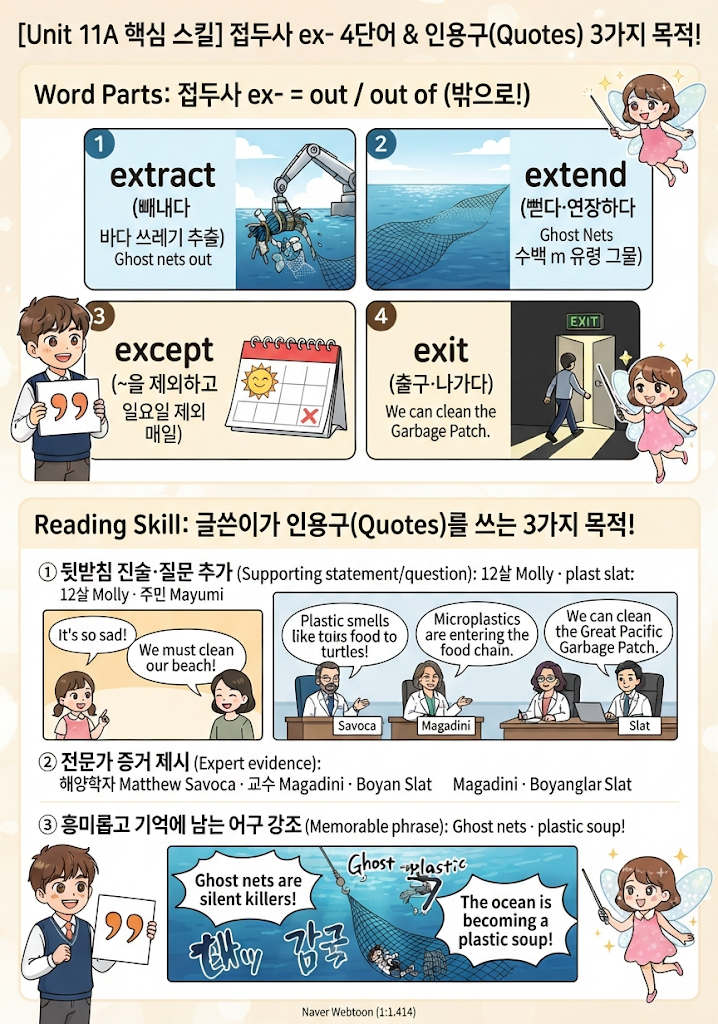 [Unit 11A 핵심 스킬] 접두사 ex- 4단어 & 인용구(Quotes) 3가지 목적!
Word Parts: 접두사 ex- = out / out of (밖으로!)
1
extract
(빼내다
바다 쓰레기 추출)
Ghost nets out
2
extend
(뻗다·연장하다
Ghost Nets
수백 m 유령 그물)
3
except
(~을 제외하고
일요일 제외
매일)
4
exit
(출구·나가다)
We can clean the
Garbage Patch.
EXIT
Reading Skill: 글쓴이가 인용구(Quotes)를 쓰는 3가지 목적!
① 뒷받침 진술·질문 추가 (Supporting statement/question): 12살 Molly · plast slat:
12살 Molly · 주민 Mayumi
It's so sad!
We must clean
our beach!
Plastic smells
like food to
turtles!
Microplastics
are entering the
food chain.
We can clean
the Great Pacific
Garbage Patch.
Savoca
Magadini
Slat
② 전문가 증거 제시 (Expert evidence):
해양학자 Matthew Savoca · 교수 Magadini · Boyan Slat Magadini · Boyanglar Slat
③ 흥미롭고 기억에 남는 어구 강조 (Memorable phrase): Ghost nets · plastic soup!
Ghost nets are
silent killers!
Ghost plastic
The ocean is
becoming a
plastic soup!
Naver Webtoon (1:1.414)